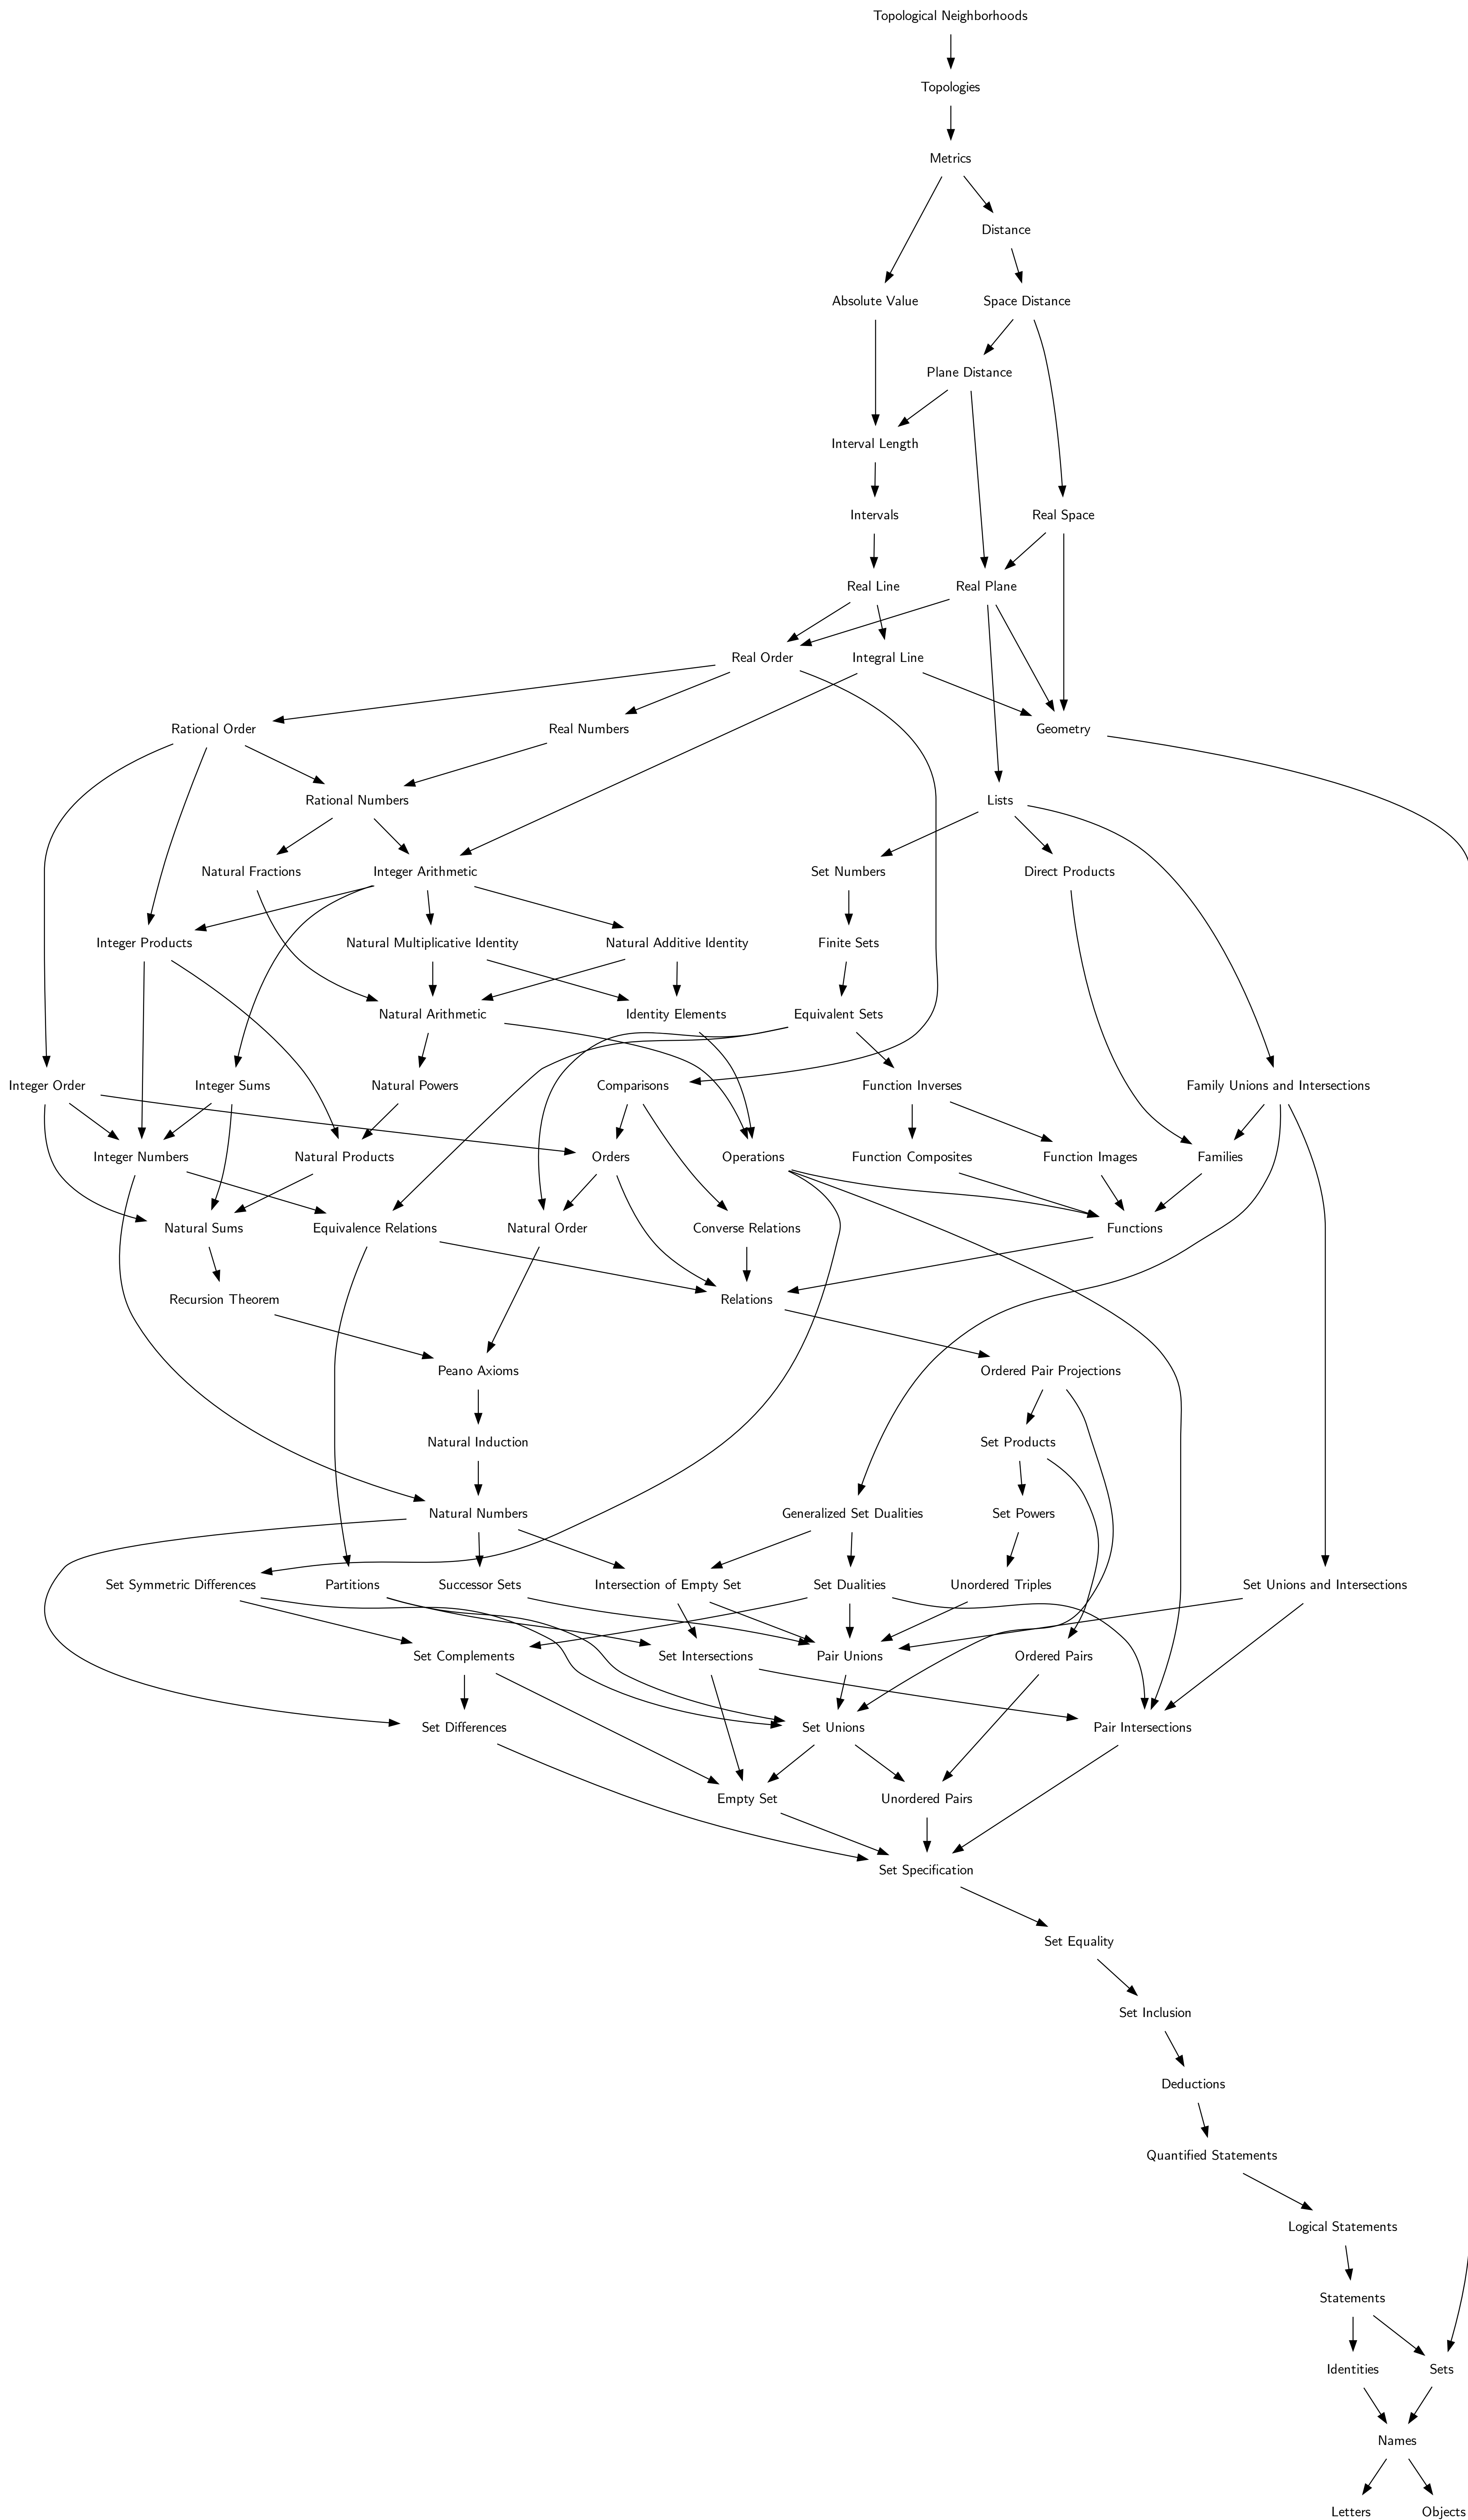 Topological Neighborhoods
Topologies
Metrics
Distance
Absolute Value
Space Distance
Plane Distance
Interval Length
Intervals
Real Space
Real Line
Real Plane
Real Order
Integral Line
Rational Order
Real Numbers
Geometry
Rational Numbers
Lists
Natural Fractions
Integer Arithmetic
Set Numbers
Direct Products
Integer Products
Natural Multiplicative Identity
Natural Additive Identity
Finite Sets
Natural Arithmetic
Identity Elements
Equivalent Sets
Integer Order
Integer Sums
Natural Powers
Comparisons
Function Inverses
Family Unions and Intersections
Integer Numbers
Natural Products
Orders
Operations
Function Composites
Function Images
Families
Natural Sums
Equivalence Relations
Natural Order
Converse Relations
Functions
Recursion Theorem
Relations
Peano Axioms
Ordered Pair Projections
Natural Induction
Set Products
Natural Numbers
Generalized Set Dualities
Set Powers
Set Symmetric Differences
Partitions
Successor Sets
Intersection of Empty Set
Set Dualities
Unordered Triples
Set Unions and Intersections
Set Complements
Set Intersections
Pair Unions
Ordered Pairs
Set Differences
Set Unions
Pair Intersections
Empty Set
Unordered Pairs
Set Specification
Set Equality
Set Inclusion
Deductions
Quantified Statements
Logical Statements
Statements
Identities
Sets
Names
Letters
Objects